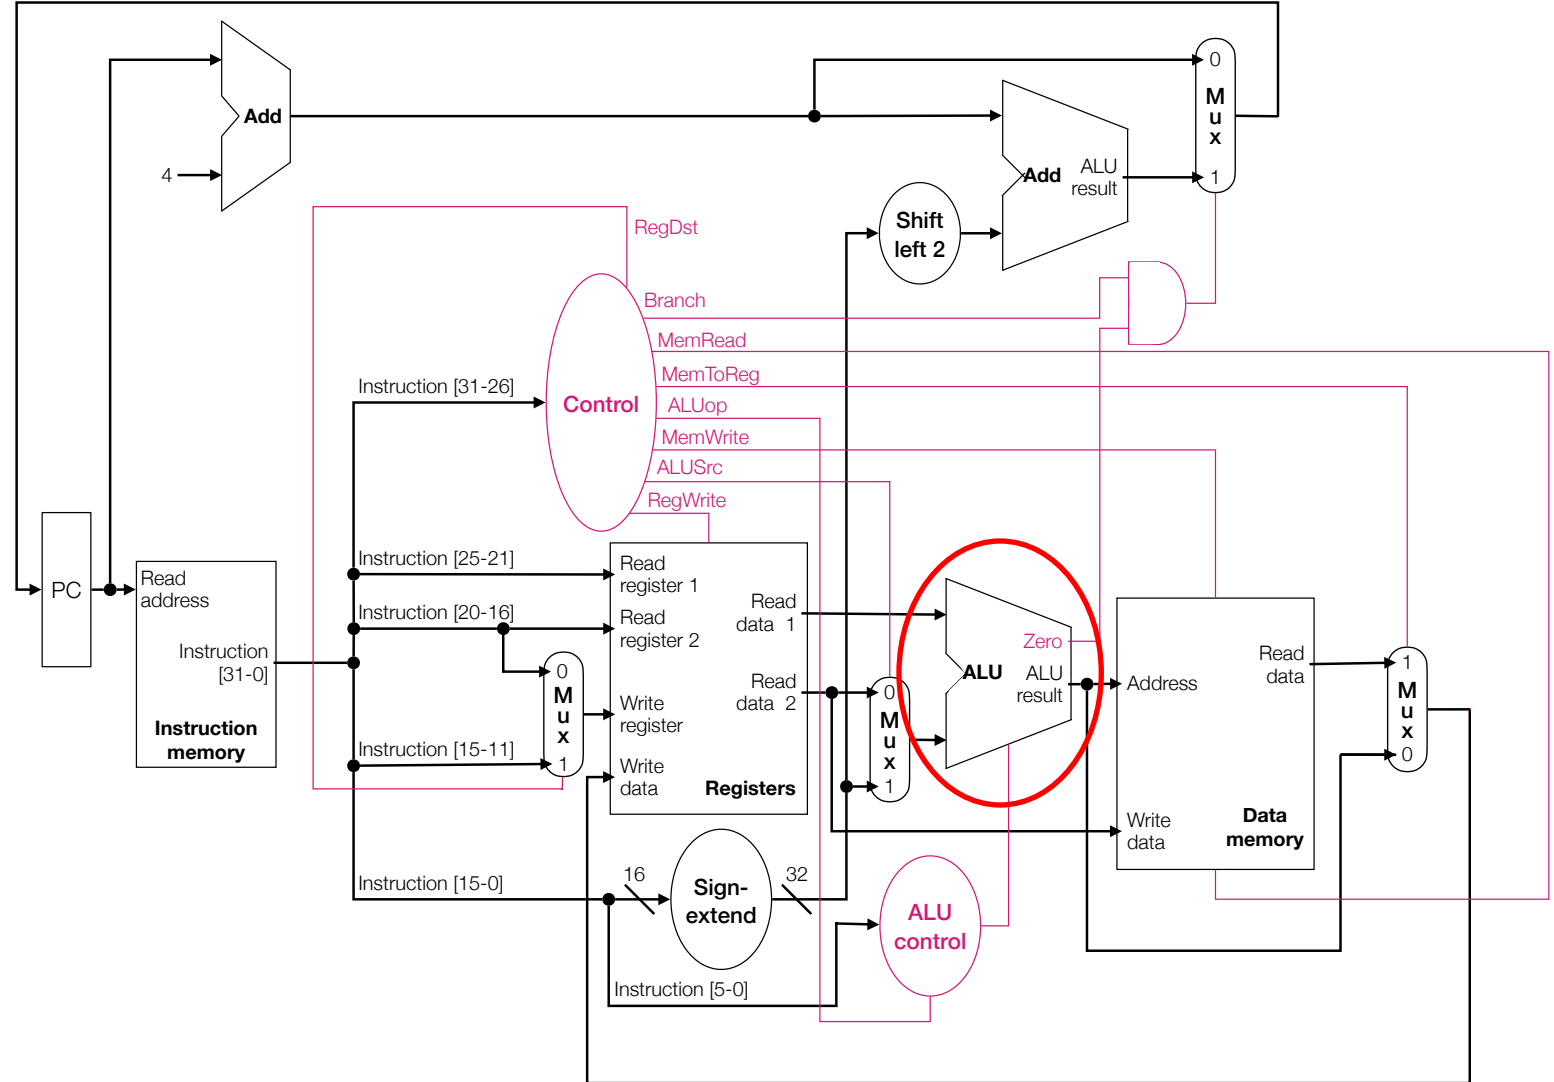 0
M
u
x
1
Add
4
Add
ALU
result
Shift
left 2
RegDst
Branch
MemRead
MemToReg
ALUop
MemWrite
ALUSrc
RegWrite
Control
Instruction [31-26]
Instruction [25-21]
Instruction [20-16]
Instruction [15-11]
Instruction [15-0]
Instruction [5-0]
PC
Read
address
Instruction
[31-0]
Instruction
memory
0
M
u
x
1
Read
register 1
Read
register 2
Write
register
Write
data
Read
data 1
Read
data 2
Registers
0
M
u
x
1
Zero
ALU
ALU
result
Address
Read
data
Write
data
Data
memory
1
M
u
x
0
16
Sign-
extend
32
ALU
control